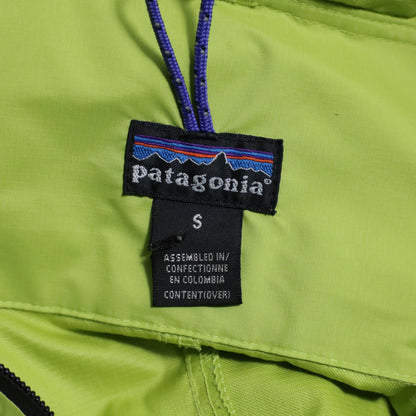 patagonia®
S
ASSEMBLED IN/
CONFECTIONNE
EN COLOMBIA
CONTENT(OVER)